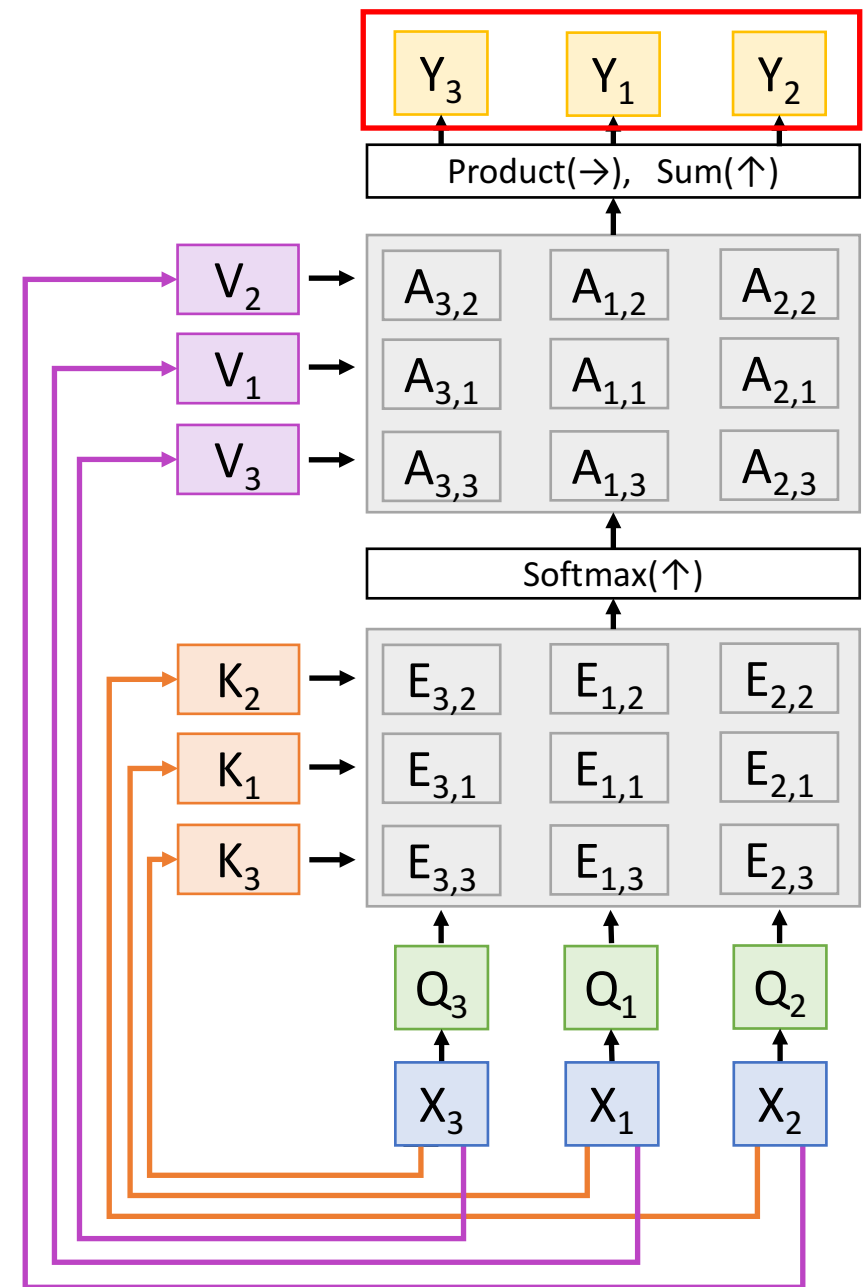 Y3 Y1 Y2
Product(→), Sum(↑)
V2 A3,2 A1,2 A2,2
V1 A3,1 A1,1 A2,1
V3 A3,3 A1,3 A2,3
Softmax(↑)
K2 E3,2 E1,2 E2,2
K1 E3,1 E1,1 E2,1
K3 E3,3 E1,3 E2,3
Q3 Q1 Q2
X3 X1 X2